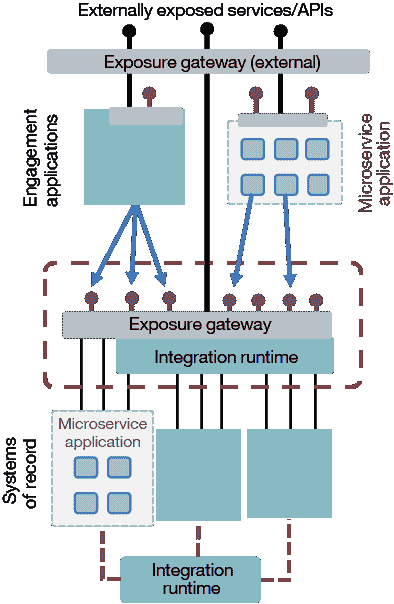 Externally exposed services/APIs
Exposure gateway (external)
Engagement
applications
Microservice
application
Exposure gateway
Integration runtime
Systems
of record
Microservice
application
Integration
runtime